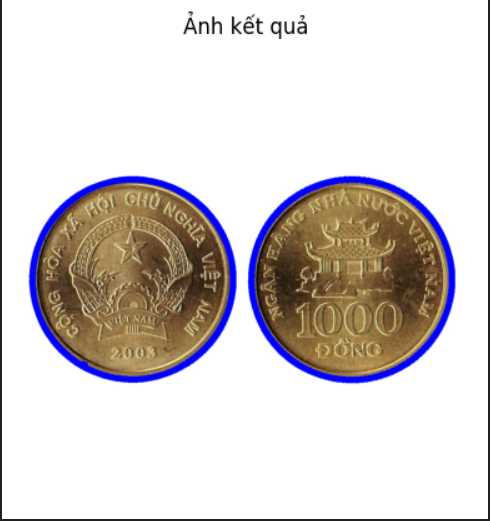 Ảnh kết quả
CỘNG HÒA XÃ HỘI CHỦ NGHĨA VIỆT NAM
VIỆT NAM
2003
NGÂN HÀNG NHÀ NƯỚC VIỆT NAM
1000
ĐỒNG